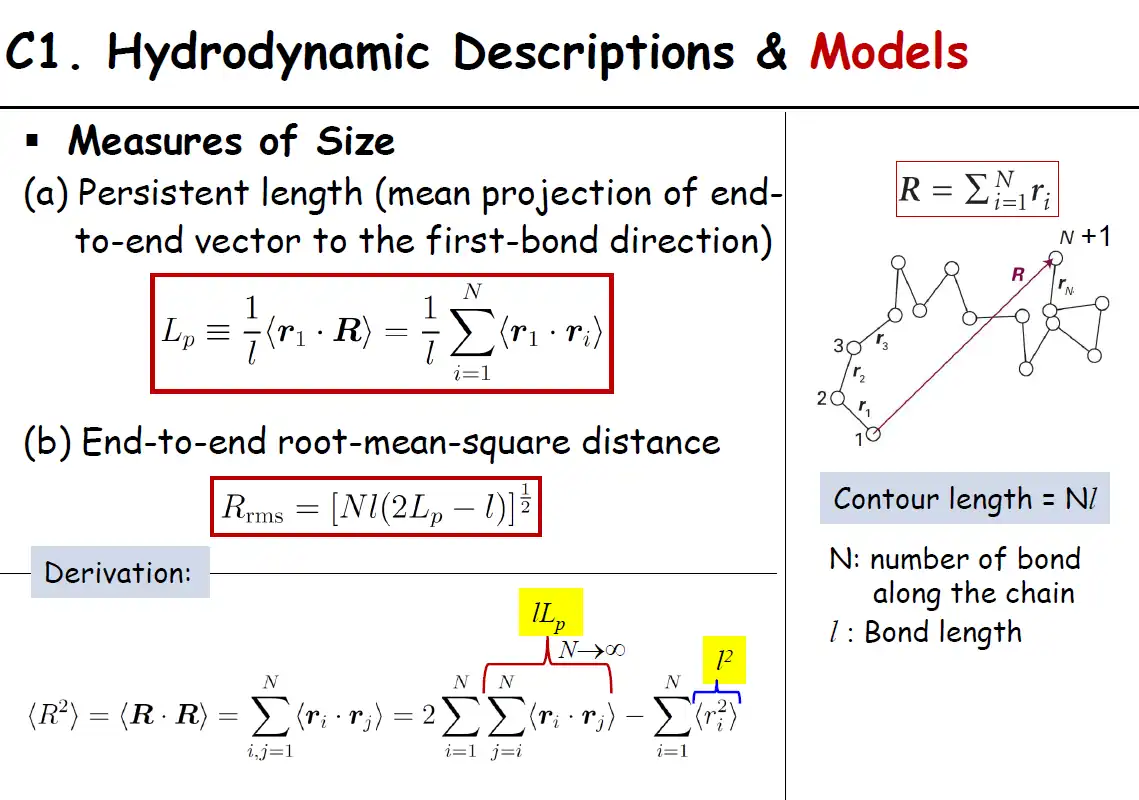 C1. Hydrodynamic Descriptions & Models
▪ Measures of Size
(a) Persistent length (mean projection of end-
to-end vector to the first-bond direction)
$L_p \equiv \frac{1}{l}\langle \boldsymbol{r}_1 \cdot \boldsymbol{R} \rangle = \frac{1}{l}\sum_{i=1}^{N}\langle \boldsymbol{r}_1 \cdot \boldsymbol{r}_i \rangle$
(b) End-to-end root-mean-square distance
$R_{\mathrm{rms}} = [Nl(2L_p - l)]^{\frac{1}{2}}$
Derivation:
$lL_p$
$N \to \infty$
$l^2$
$\langle R^2 \rangle = \langle \boldsymbol{R} \cdot \boldsymbol{R} \rangle = \sum_{i,j=1}^{N}\langle \boldsymbol{r}_i \cdot \boldsymbol{r}_j \rangle = 2\sum_{i=1}^{N}\sum_{j=i}^{N}\langle \boldsymbol{r}_i \cdot \boldsymbol{r}_j \rangle - \sum_{i=1}^{N}\langle r_i^2 \rangle$
$R = \sum_{i=1}^{N} r_i$
N +1
R
r_N
3
r_3
r_2
2
r_1
1
Contour length = Nl
N: number of bond
along the chain
l : Bond length